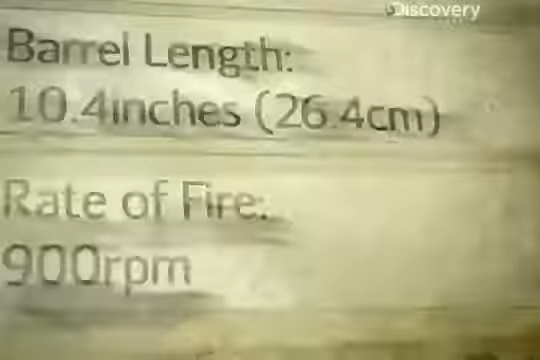 Discovery
Barrel Length:
10.4inches (26.4cm)
Rate of Fire:
900rpm